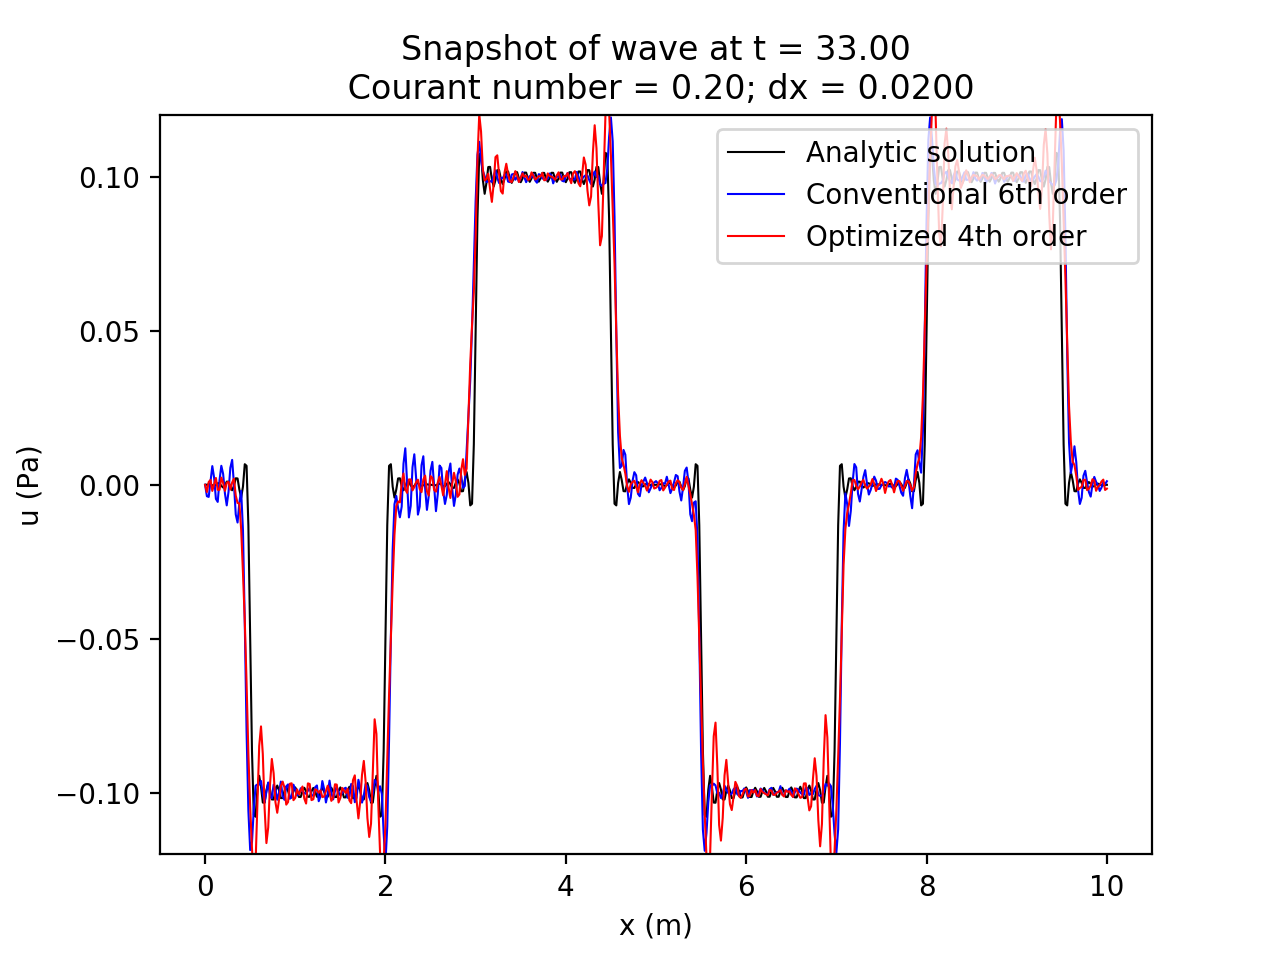 Snapshot of wave at t = 33.00
Courant number = 0.20; dx = 0.0200
Analytic solution
Conventional 6th order
Optimized 4th order
u (Pa)
0.10
0.05
0.00
−0.05
−0.10
0 2 4 6 8 10
x (m)